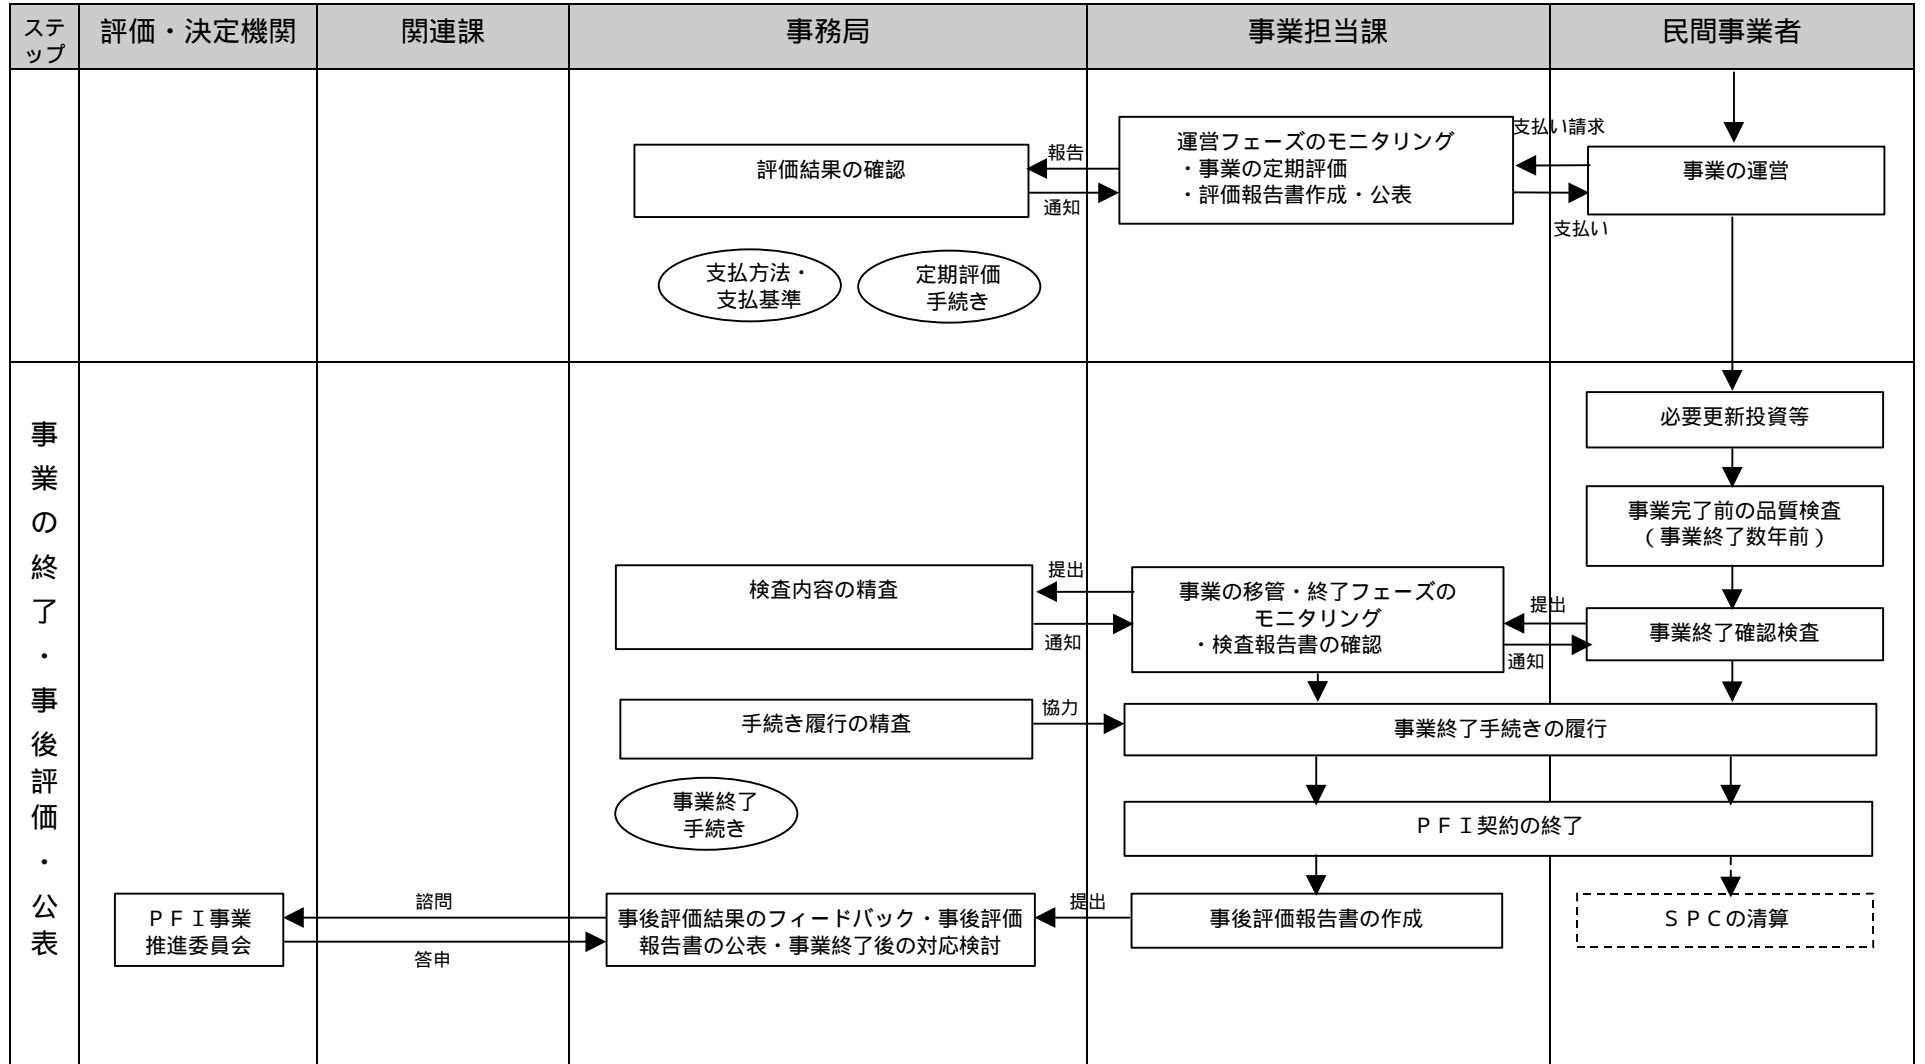 ステ
ップ
評価・決定機関
関連課
事務局
事業担当課
民間事業者
評価結果の確認
報告
通知
運営フェーズのモニタリング
・事業の定期評価
・評価報告書作成・公表
支払い請求
支払い
事業の運営
支払方法・
支払基準
定期評価
手続き
事業の終了・事後評価・公表
必要更新投資等
事業完了前の品質検査
(事業終了数年前)
検査内容の精査
提出
通知
事業の移管・終了フェーズの
モニタリング
・検査報告書の確認
提出
通知
事業終了確認検査
手続き履行の精査
協力
事業終了手続きの履行
事業終了
手続き
PFI契約の終了
PFI事業
推進委員会
諮問
答申
事後評価結果のフィードバック・事後評価
報告書の公表・事業終了後の対応検討
提出
事後評価報告書の作成
SPCの清算